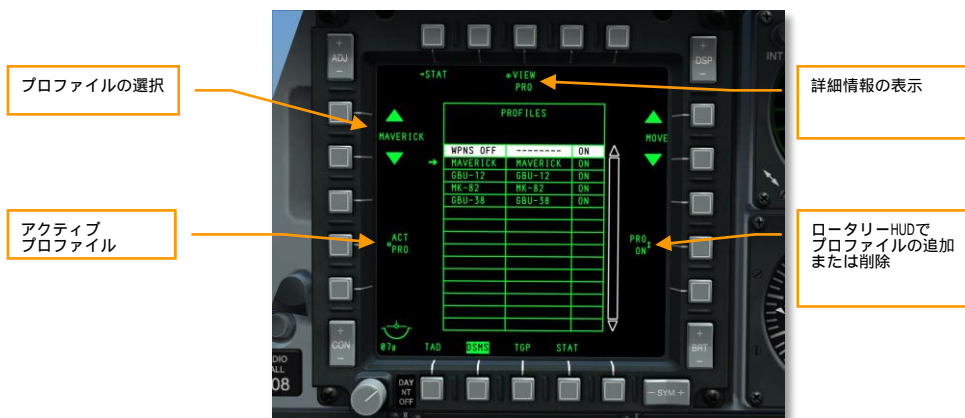 プロファイルの選択
アクティブ
プロファイル
詳細情報の表示
ロータリーHUDで
プロファイルの追加
または削除
+
ADJ
-
+
DSP
-
INT
→STAT
VIEW
PRO
MAVERICK
MOVE
PROFILES
WPNS OFF -------- ON
→ MAVERICK MAVERICK ON
GBU-12 GBU-12 ON
MK-82 MK-82 ON
GBU-38 GBU-38 ON
ACT
PRO
PRO
ON
+
CON
-
+
BRT
-
TAD DSMS TGP STAT
DAY
NT
OFF
- SYM +
DIO
ALL
08